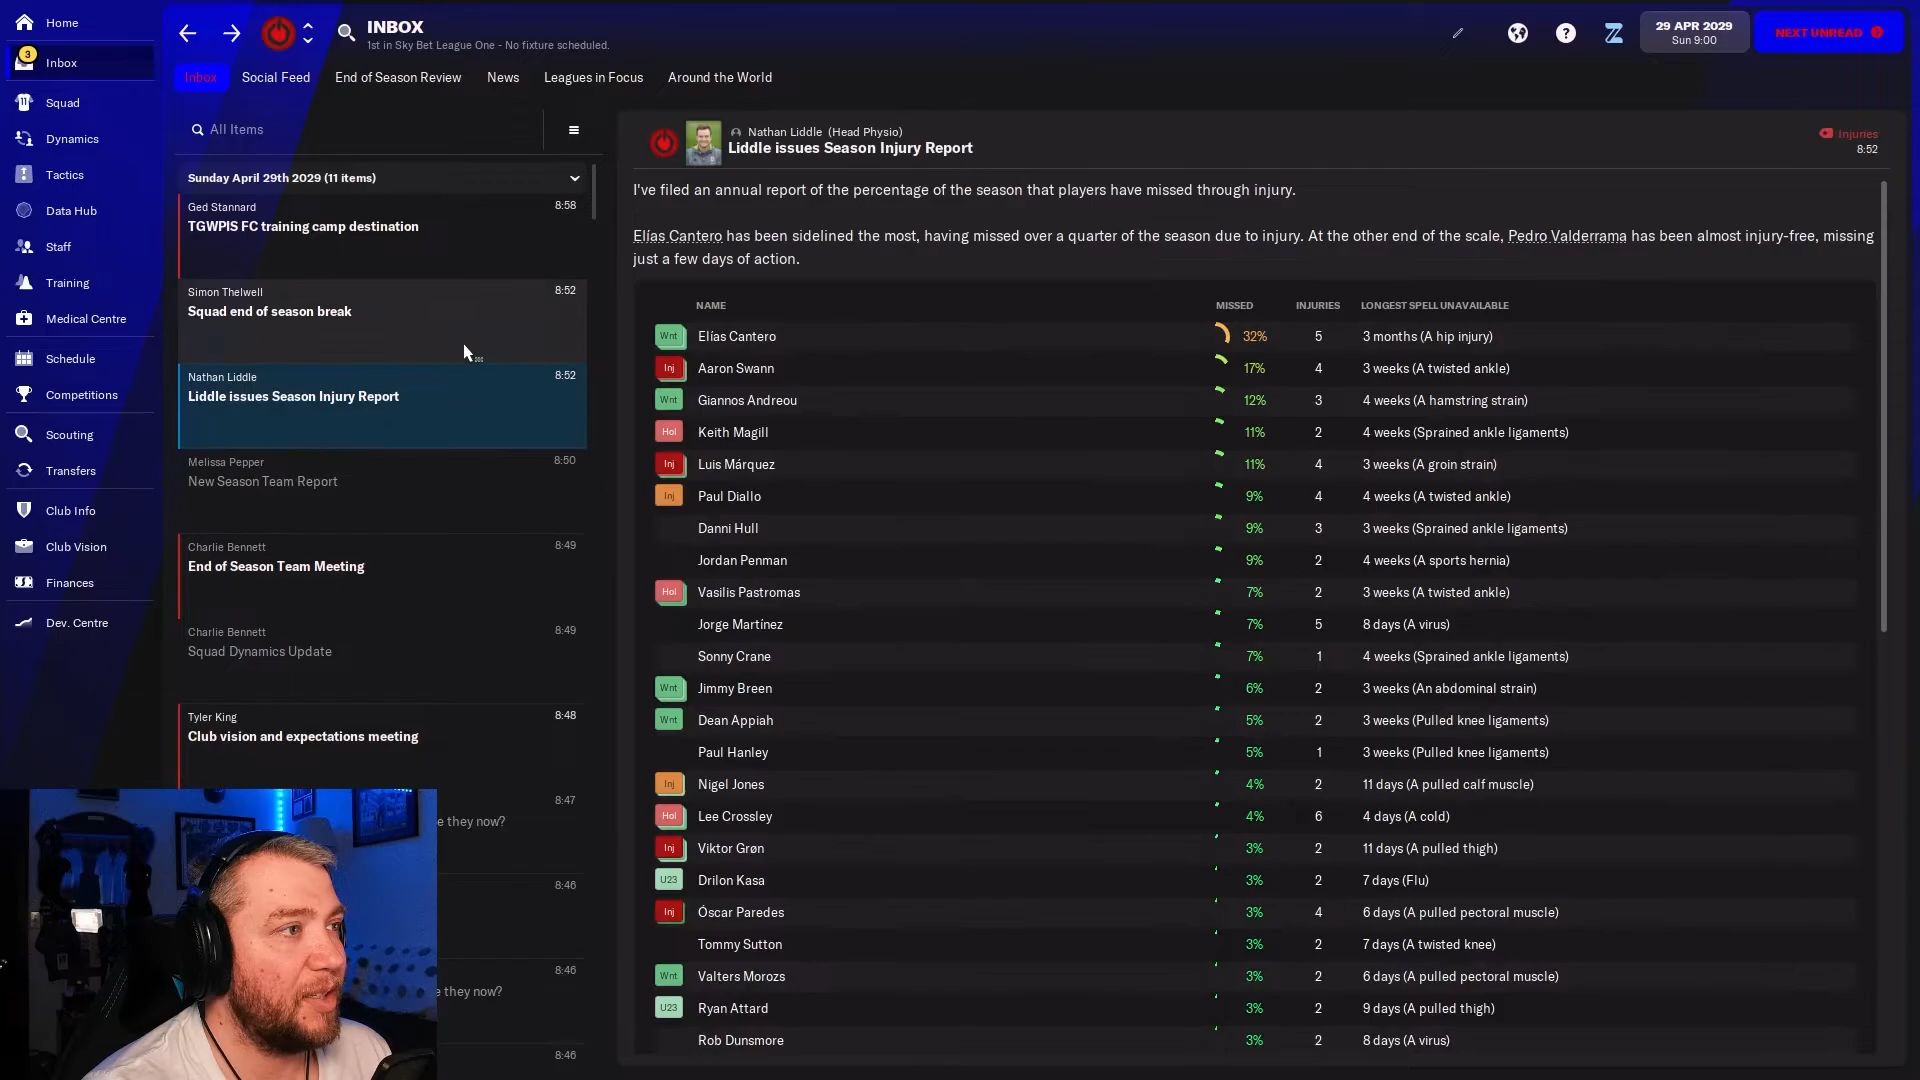 Home
3
Inbox
Squad
Dynamics
Tactics
Data Hub
Staff
Training
Medical Centre
Schedule
Competitions
Scouting
Transfers
Club Info
Club Vision
Finances
Dev. Centre
INBOX
1st in Sky Bet League One - No fixture scheduled.
29 APR 2029
Sun 9:00
NEXT UNREAD
Inbox Social Feed End of Season Review News Leagues in Focus Around the World
All Items
Sunday April 29th 2029 (11 items)
Ged Stannard 8:58
TGWPIS FC training camp destination
Simon Thelwell 8:52
Squad end of season break
Nathan Liddle 8:52
Liddle issues Season Injury Report
Melissa Pepper 8:50
New Season Team Report
Charlie Bennett 8:49
End of Season Team Meeting
Charlie Bennett 8:49
Squad Dynamics Update
Tyler King 8:48
Club vision and expectations meeting
8:47
e they now?
8:46
8:46
e they now?
8:46
Nathan Liddle (Head Physio)
Liddle issues Season Injury Report
Injuries
8:52
I've filed an annual report of the percentage of the season that players have missed through injury.
Elías Cantero has been sidelined the most, having missed over a quarter of the season due to injury. At the other end of the scale, Pedro Valderrama has been almost injury-free, missing
just a few days of action.
NAME MISSED INJURIES LONGEST SPELL UNAVAILABLE
Wnt Elías Cantero 32% 5 3 months (A hip injury)
Inj Aaron Swann 17% 4 3 weeks (A twisted ankle)
Wnt Giannos Andreou 12% 3 4 weeks (A hamstring strain)
Hol Keith Magill 11% 2 4 weeks (Sprained ankle ligaments)
Inj Luis Márquez 11% 4 3 weeks (A groin strain)
Inj Paul Diallo 9% 4 4 weeks (A twisted ankle)
Danni Hull 9% 3 3 weeks (Sprained ankle ligaments)
Jordan Penman 9% 2 4 weeks (A sports hernia)
Hol Vasilis Pastromas 7% 2 3 weeks (A twisted ankle)
Jorge Martínez 7% 5 8 days (A virus)
Sonny Crane 7% 1 4 weeks (Sprained ankle ligaments)
Wnt Jimmy Breen 6% 2 3 weeks (An abdominal strain)
Wnt Dean Appiah 5% 2 3 weeks (Pulled knee ligaments)
Paul Hanley 5% 1 3 weeks (Pulled knee ligaments)
Inj Nigel Jones 4% 2 11 days (A pulled calf muscle)
Hol Lee Crossley 4% 6 4 days (A cold)
Inj Viktor Grøn 3% 2 11 days (A pulled thigh)
U23 Drilon Kasa 3% 2 7 days (Flu)
Inj Óscar Paredes 3% 4 6 days (A pulled pectoral muscle)
Tommy Sutton 3% 2 7 days (A twisted knee)
Wnt Valters Morozs 3% 2 6 days (A pulled pectoral muscle)
U23 Ryan Attard 3% 2 9 days (A pulled thigh)
Rob Dunsmore 3% 2 8 days (A virus)